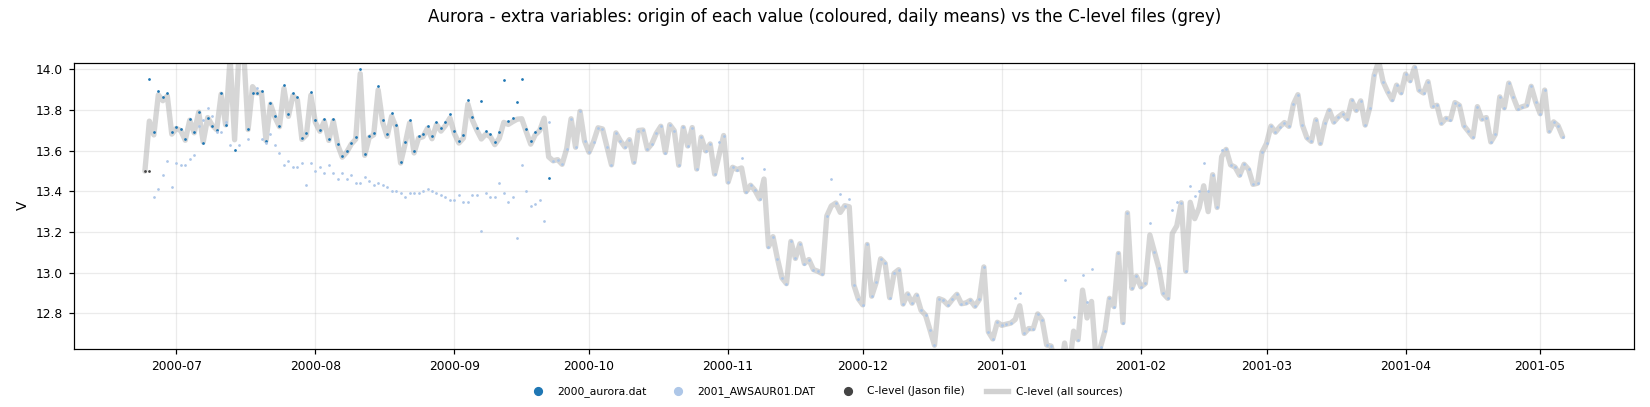 Aurora - extra variables: origin of each value (coloured, daily means) vs the C-level files (grey)
14.0
13.8
13.6
13.4
13.2
13.0
12.8
V
2000-07 2000-08 2000-09 2000-10 2000-11 2000-12 2001-01 2001-02 2001-03 2001-04 2001-05
2000_aurora.dat 2001_AWSAUR01.DAT C-level (Jason file) C-level (all sources)